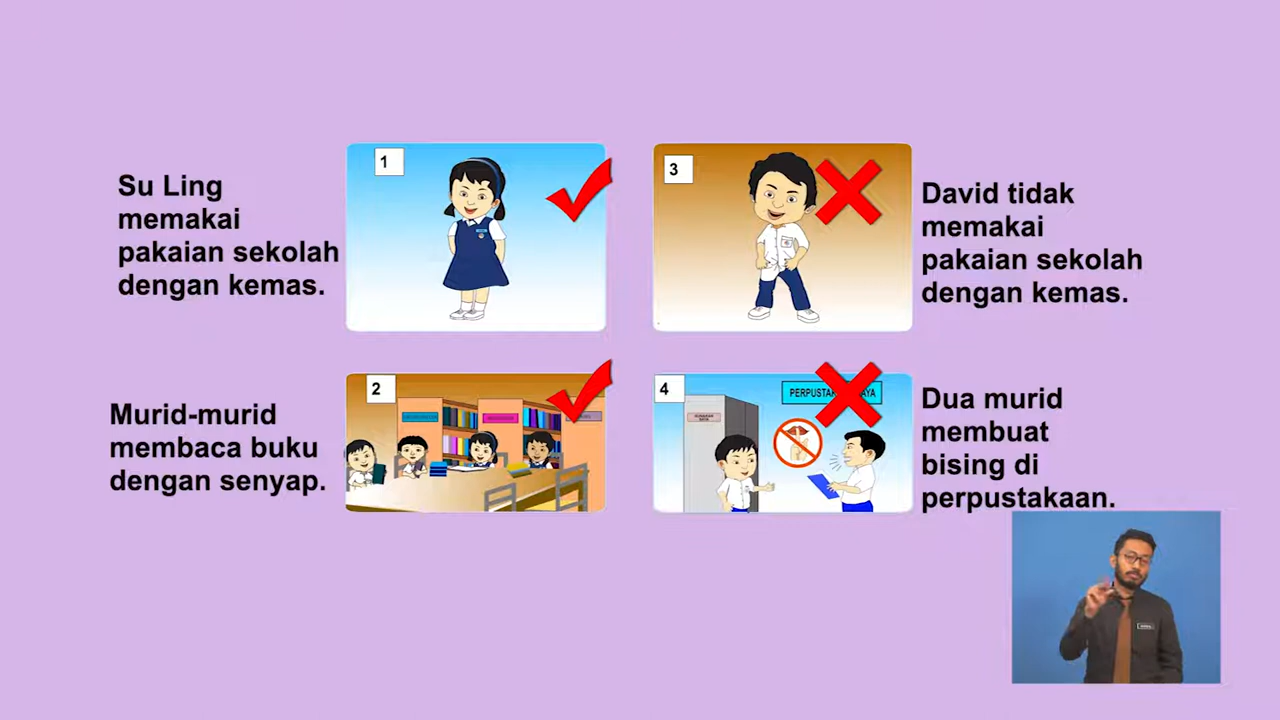 1
Su Ling
memakai
pakaian sekolah
dengan kemas.
3
David tidak
memakai
pakaian sekolah
dengan kemas.
2
Murid-murid
membaca buku
dengan senyap.
4
Dua murid
membuat
bising di
perpustakaan.